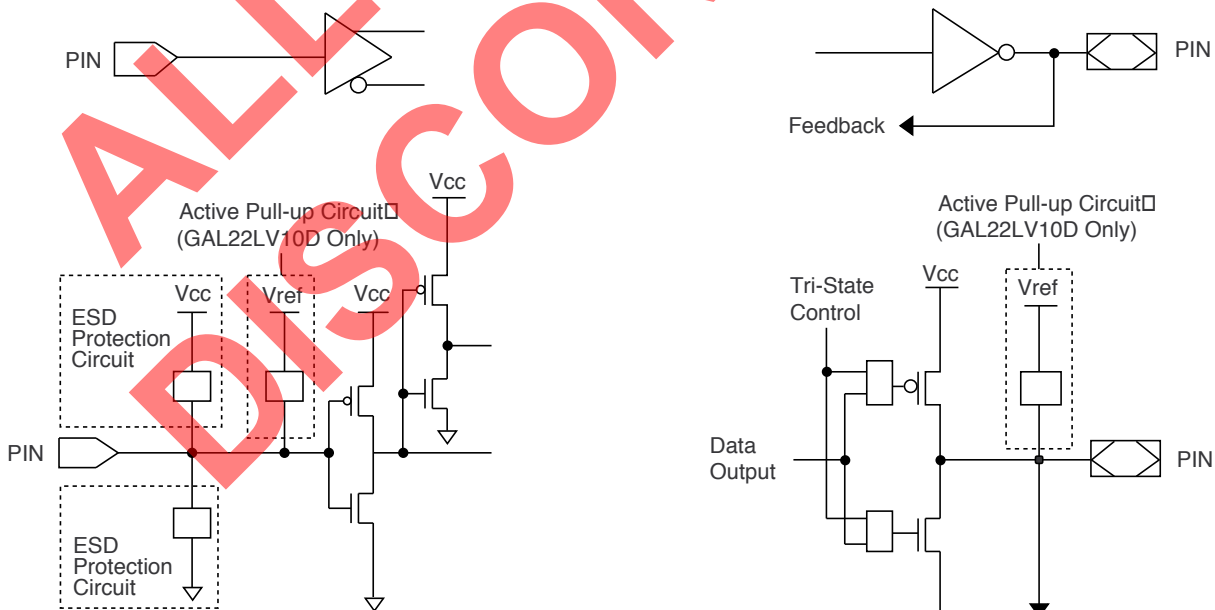 PIN
PIN
Feedback
Active Pull-up Circuit
(GAL22LV10D Only)
Vcc
ESD
Protection
Circuit
Vcc
Vref
Vcc
PIN
ESD
Protection
Circuit
Active Pull-up Circuit
(GAL22LV10D Only)
Tri-State
Control
Vcc
Vref
Data
Output
PIN
ALL
DISCON